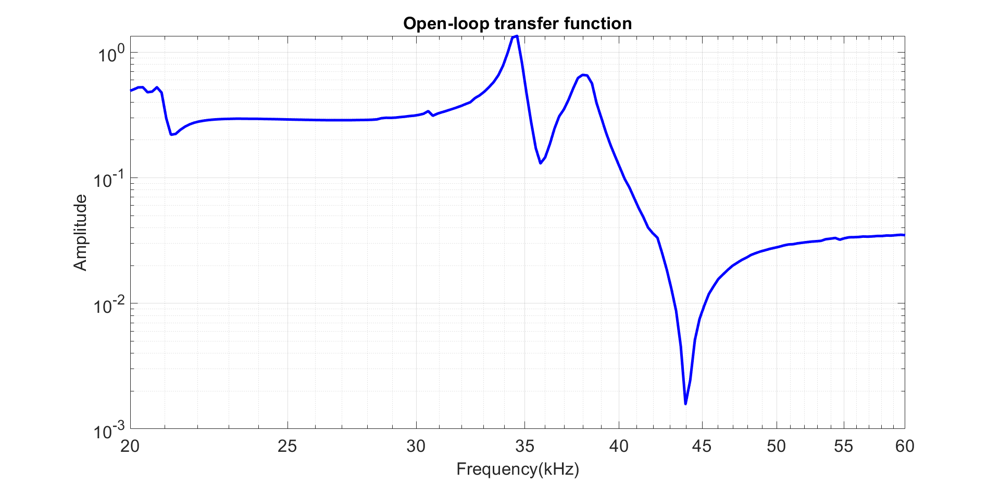 Open-loop transfer function
10^0
10^-1
10^-2
10^-3
Amplitude
20 25 30 35 40 45 50 55 60
Frequency(kHz)